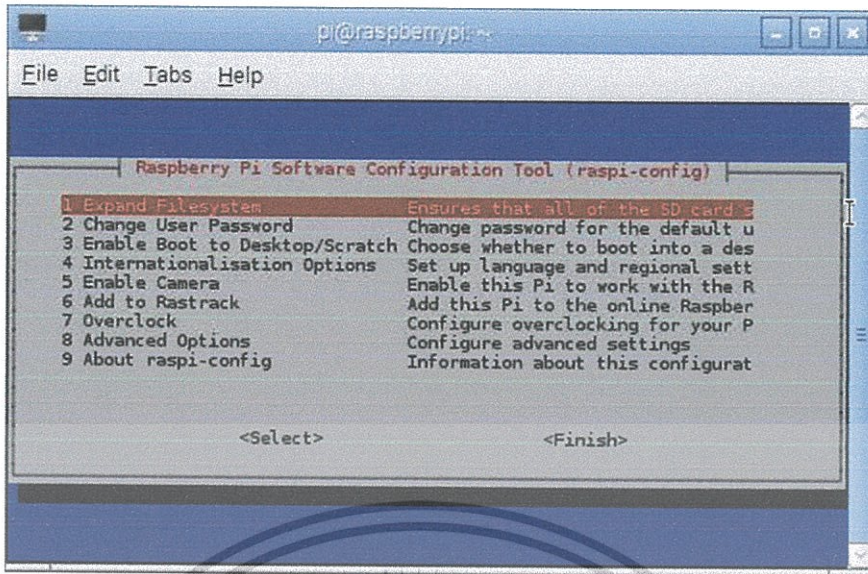 pi@raspberrypi: ~
File Edit Tabs Help
Raspberry Pi Software Configuration Tool (raspi-config)
1 Expand Filesystem Ensures that all of the SD card s
2 Change User Password Change password for the default u
3 Enable Boot to Desktop/Scratch Choose whether to boot into a des
4 Internationalisation Options Set up language and regional sett
5 Enable Camera Enable this Pi to work with the R
6 Add to Rastrack Add this Pi to the online Raspber
7 Overclock Configure overclocking for your P
8 Advanced Options Configure advanced settings
9 About raspi-config Information about this configurat
<Select> <Finish>